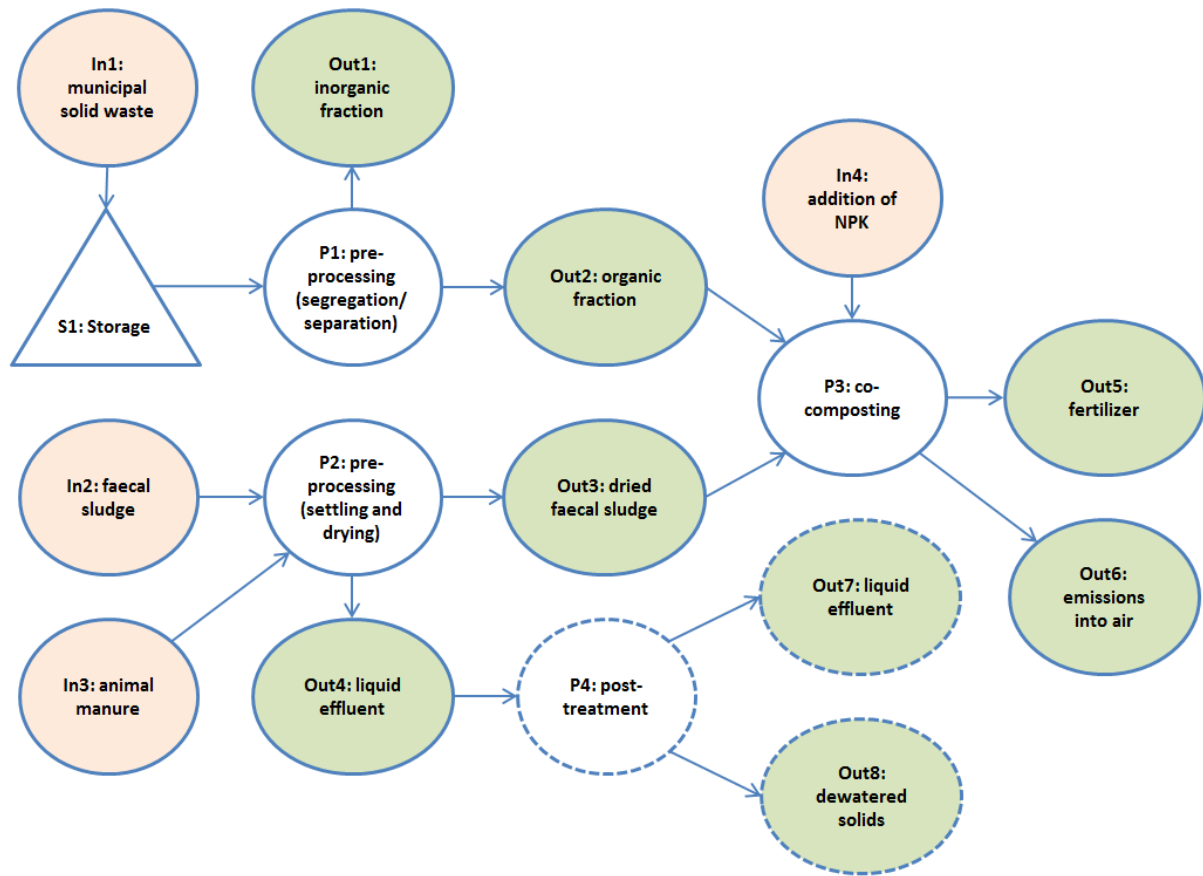 In1:
municipal
solid waste
Out1:
inorganic
fraction
In4:
addition of
NPK
S1: Storage
P1: pre-
processing
(segregation/
separation)
Out2: organic
fraction
P3: co-
composting
Out5:
fertilizer
In2: faecal
sludge
P2: pre-
processing
(settling and
drying)
Out3: dried
faecal sludge
Out7: liquid
effluent
Out6:
emissions
into air
In3: animal
manure
Out4: liquid
effluent
P4: post-
treatment
Out8:
dewatered
solids